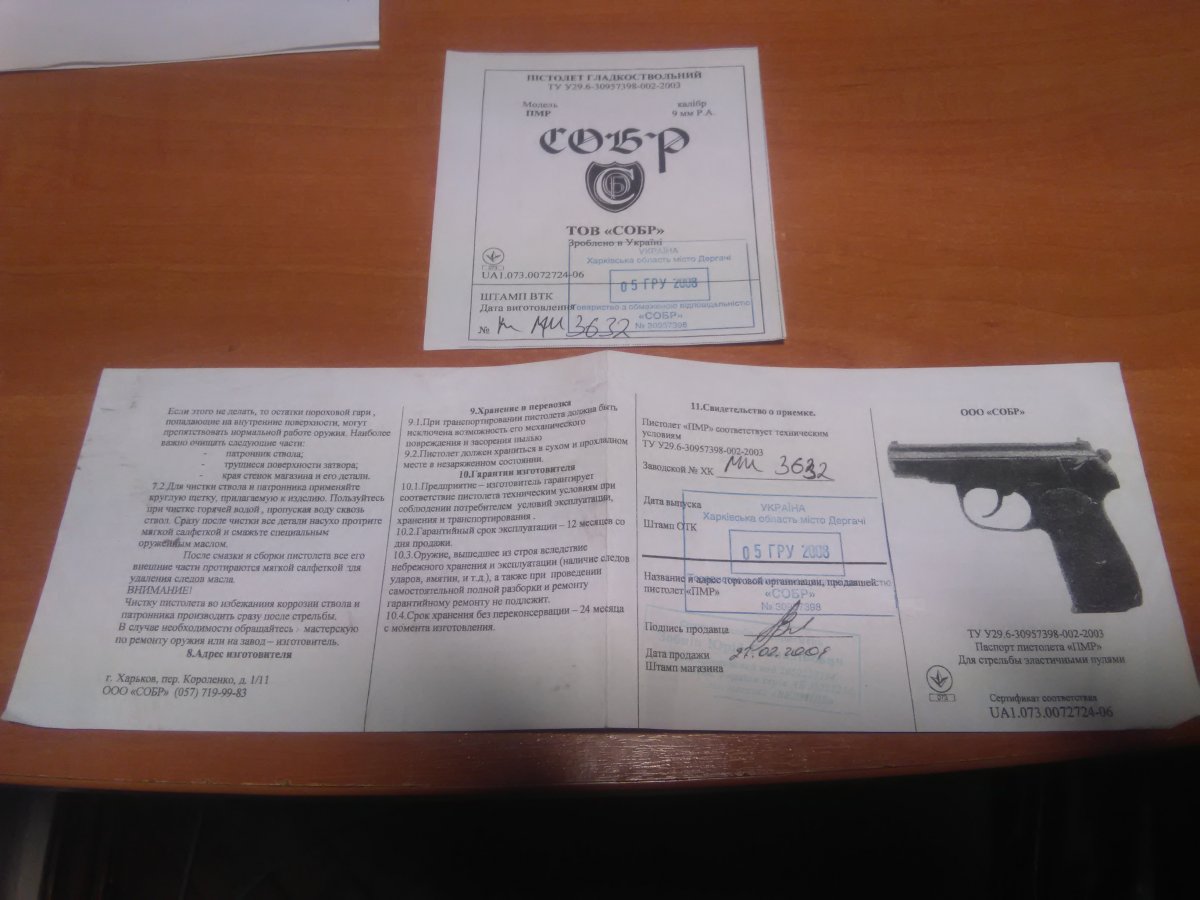 ПІСТОЛЕТ ГЛАДКОСТВОЛЬНИЙ
ТУ У29.6-30957398-002-2003
Модель
ПМР
калібр
9 мм Р.А.
СОБР
ТОВ «СОБР»
Зроблено в Україні
073
UA1.073.0072724-06
УКРАЇНА
Харківська область місто Дергачі
05 ГРУ 2008
Товариство з обмеженою відповідальністю
«СОБР»
№ 30957398
ШТАМП ВТК
Дата виготовлення
№ МИ 3632
Если этого не делать, то остатки пороховой гари ,
попадающие на внутренние поверхности, могут
препятствовать нормальной работе оружия. Наиболее
важно очищать следующие части:
- патронник ствола;
- трущиеся поверхности затвора;
- края стенок магазина и его детали.
7.2 Для чистки ствола и патронника применяйте
круглую щетку, прилагаемую к изделию. Пользуйтесь
при чистке горячей водой , пропуская воду сквозь
ствол. Сразу после чистки все детали насухо протрите
мягкой салфеткой и смажьте специальным
оружейным маслом.
После смазки и сборки пистолета все его
внешние части протираются мягкой салфеткой для
удаления следов масла.
ВНИМАНИЕ!
Чистку пистолета во избежания коррозии ствола и
патронника производить сразу после стрельбы.
В случае необходимости обращайтесь - мастерскую
по ремонту оружия или на завод – изготовитель.
8.Адрес изготовителя
г. Харьков, пер. Короленко, д. 1/11
ООО «СОБР» (057) 719-99-83
9.Хранение и перевозка
9.1.При транспортировании пистолета должна быть
исключена возможность его механического
повреждения и засорения пылью
9.2.Пистолет должен храниться в сухом и прохладном
месте в незаряженном состоянии.
10.Гарантии изготовителя
10.1.Предприятие – изготовитель гарантирует
соответствие пистолета техническим условиям при
соблюдении потребителем условий эксплуатации,
хранения и транспортирования .
10.2.Гарантийный срок эксплуатации – 12 месяцев со
дня продажи.
10.3.Оружие, вышедшее из строя вследствие
небрежного хранения и эксплуатации (наличие следов
ударов, вмятин, и т.д.), а также при проведении
самостоятельной полной разборки и ремонту
гарантийному ремонту не подлежит.
10.4.Срок хранения без переконсервации – 24 месяца
с момента изготовления.
11.Свидетельство о приемке.
Пистолет «ПМР» соответствует техническим
условиям
ТУ У29.6-30957398-002-2003
Заводской № ХК МИ 3632
Дата выпуска
Штамп ОТК
УКРАЇНА
Харківська область місто Дергачі
05 ГРУ 2008
«СОБР»
№ 30957398
Название и адрес торговой организации, продавшей
пистолет «ПМР»
Подпись продавца
Дата продажи 27.02.2009
Штамп магазина
ООО «СОБР»
ТУ У29.6-30957398-002-2003
Паспорт пистолета «ПМР»
Для стрельбы эластичными пулями
073
Сертификат соответствия
UA1.073.0072724-06